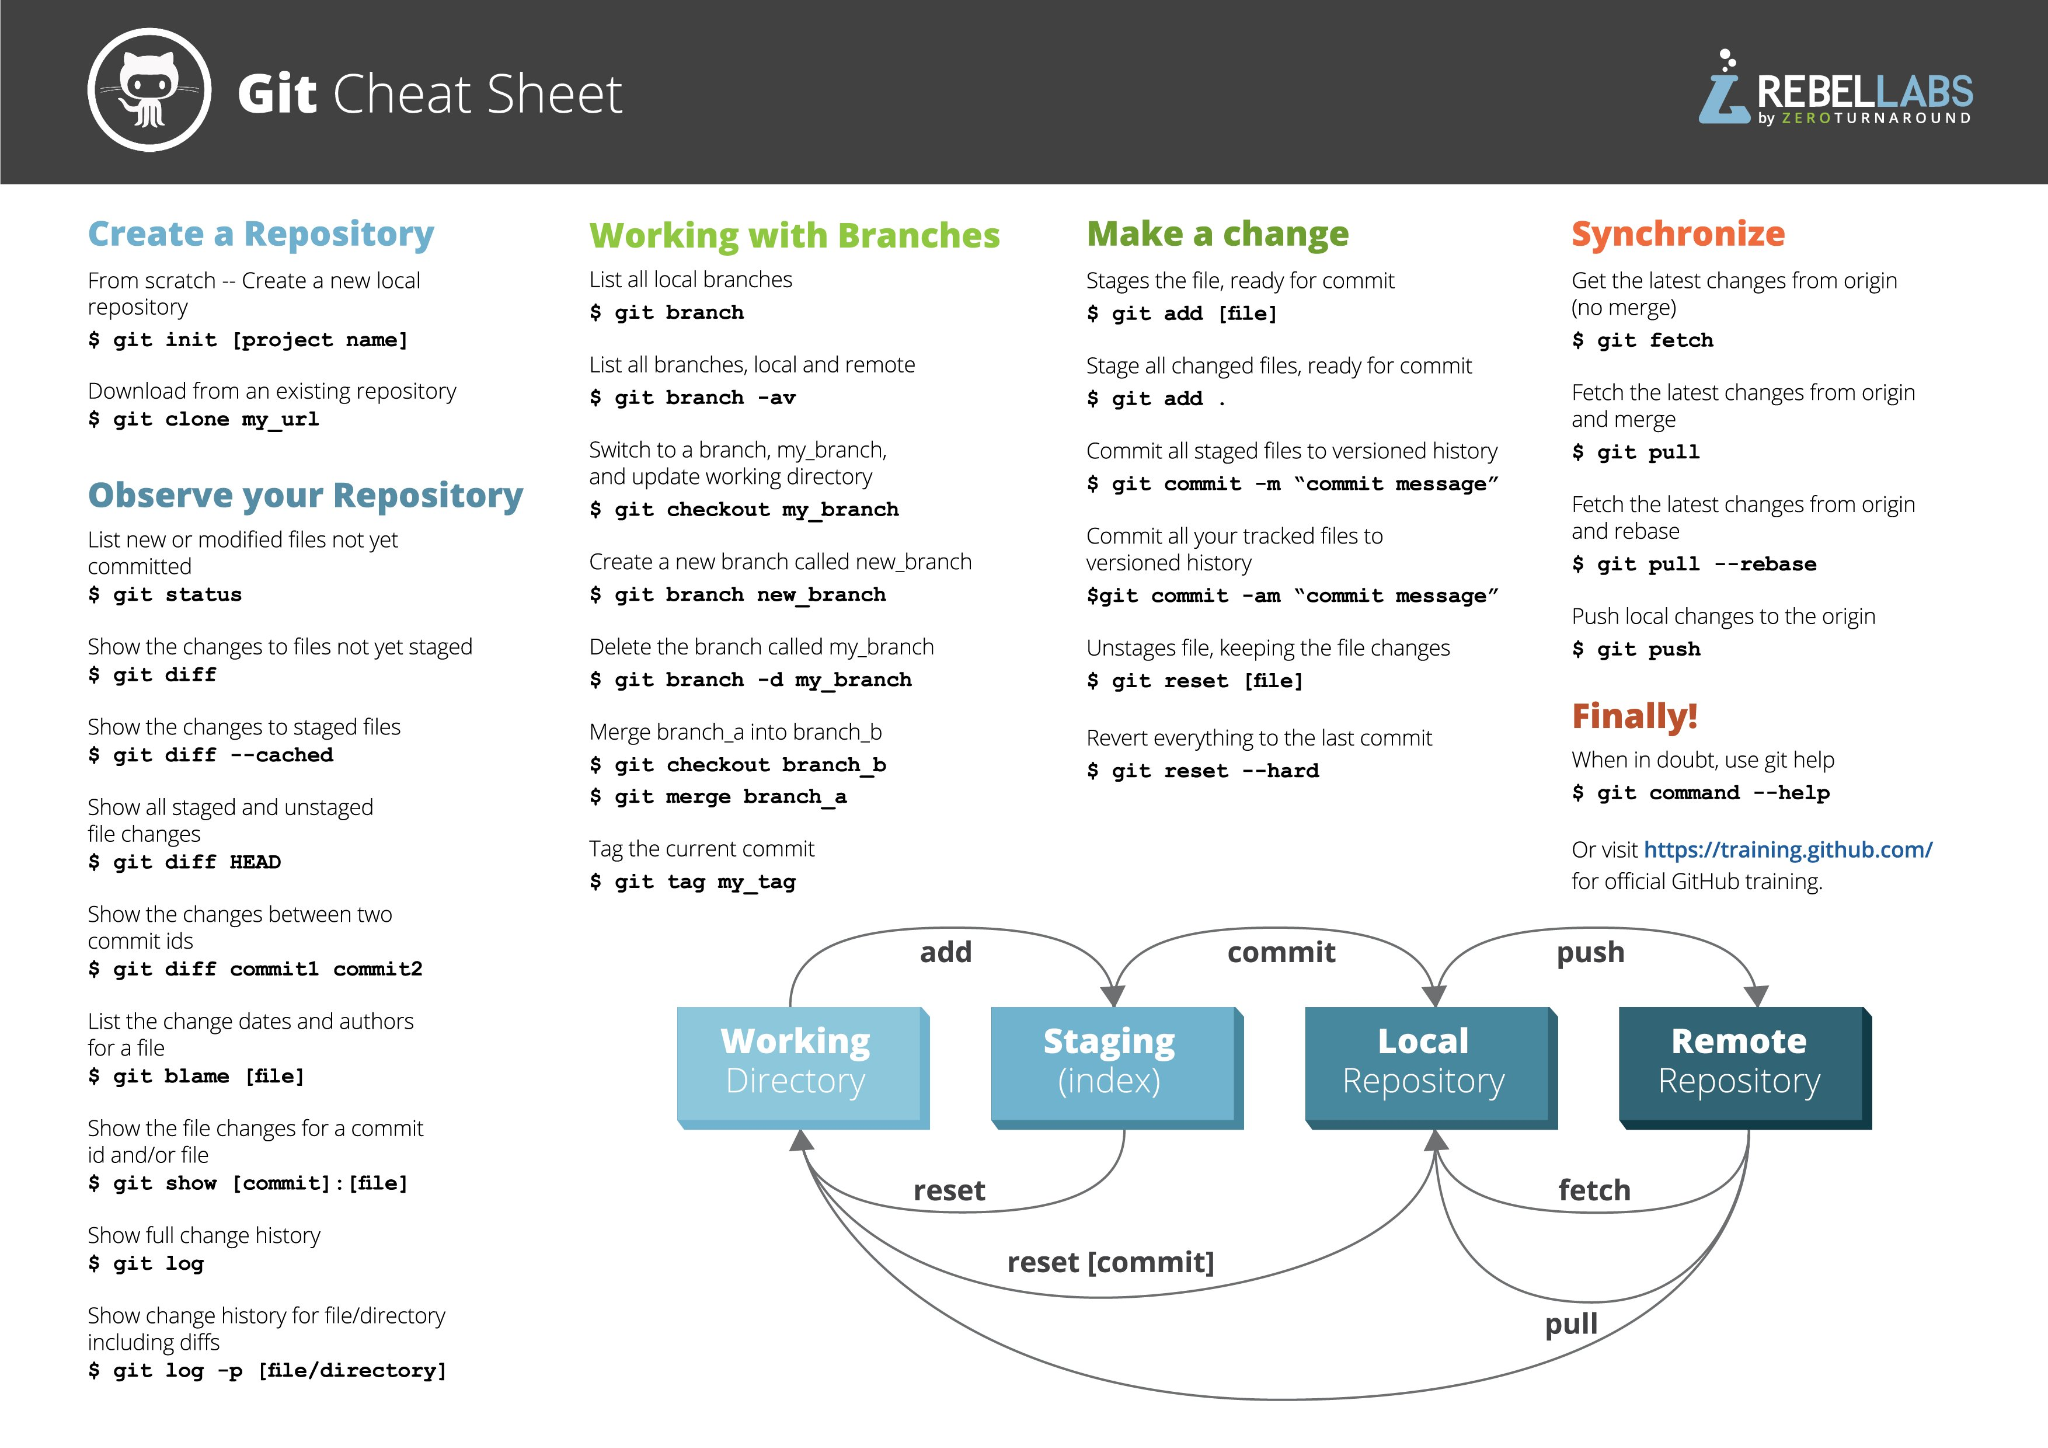 Git Cheat Sheet
REBELLABS
by ZEROTURNAROUND
Create a Repository
From scratch -- Create a new local
repository
$ git init [project name]
Download from an existing repository
$ git clone my_url
Observe your Repository
List new or modified files not yet
committed
$ git status
Show the changes to files not yet staged
$ git diff
Show the changes to staged files
$ git diff --cached
Show all staged and unstaged
file changes
$ git diff HEAD
Show the changes between two
commit ids
$ git diff commit1 commit2
List the change dates and authors
for a file
$ git blame [file]
Show the file changes for a commit
id and/or file
$ git show [commit]:[file]
Show full change history
$ git log
Show change history for file/directory
including diffs
$ git log -p [file/directory]
Working with Branches
List all local branches
$ git branch
List all branches, local and remote
$ git branch -av
Switch to a branch, my_branch,
and update working directory
$ git checkout my_branch
Create a new branch called new_branch
$ git branch new_branch
Delete the branch called my_branch
$ git branch -d my_branch
Merge branch_a into branch_b
$ git checkout branch_b
$ git merge branch_a
Tag the current commit
$ git tag my_tag
Make a change
Stages the file, ready for commit
$ git add [file]
Stage all changed files, ready for commit
$ git add .
Commit all staged files to versioned history
$ git commit -m “commit message”
Commit all your tracked files to
versioned history
$git commit -am “commit message”
Unstages file, keeping the file changes
$ git reset [file]
Revert everything to the last commit
$ git reset --hard
Synchronize
Get the latest changes from origin
(no merge)
$ git fetch
Fetch the latest changes from origin
and merge
$ git pull
Fetch the latest changes from origin
and rebase
$ git pull --rebase
Push local changes to the origin
$ git push
Finally!
When in doubt, use git help
$ git command --help
Or visit https://training.github.com/
for official GitHub training.
add
commit
push
Working
Directory
Staging
(index)
Local
Repository
Remote
Repository
reset
fetch
reset [commit]
pull